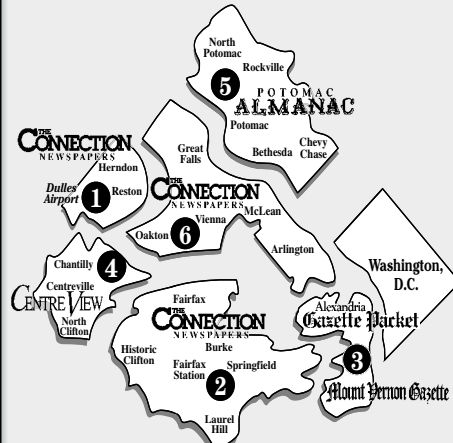 North
Potomac
Rockville
5
POTOMAC
ALMANAC
Potomac
Bethesda
Chevy
Chase
THE
CONNECTION
NEWSPAPERS
Herndon
Dulles
Airport
1
Reston
Great
Falls
THE
CONNECTION
NEWSPAPERS
Vienna
McLean
Oakton
6
Arlington
Chantilly
4
Centreville
CENTREVIEW
North
Clifton
Washington,
D.C.
Fairfax
THE
CONNECTION
NEWSPAPERS
Burke
Historic
Clifton
Fairfax
Station
Springfield
2
Laurel
Hill
Alexandria
Gazette Packet
3
Mount Vernon Gazette